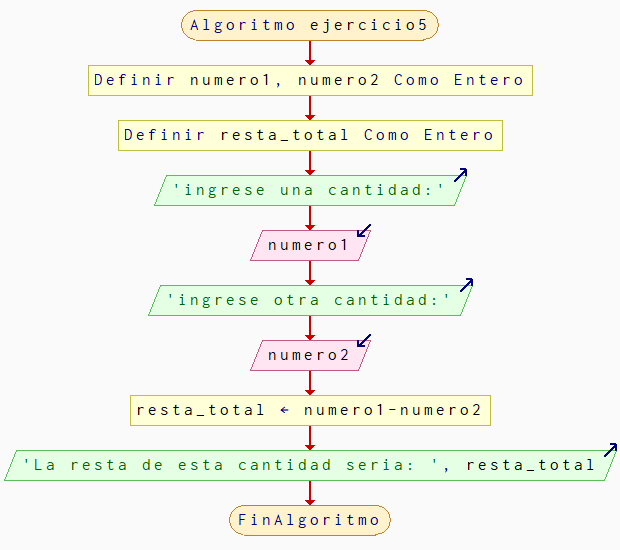 Algoritmo ejercicio5
Definir numero1, numero2 Como Entero
Definir resta_total Como Entero
'ingrese una cantidad:'
numero1
'ingrese otra cantidad:'
numero2
resta_total ← numero1-numero2
'La resta de esta cantidad seria: ', resta_total
FinAlgoritmo